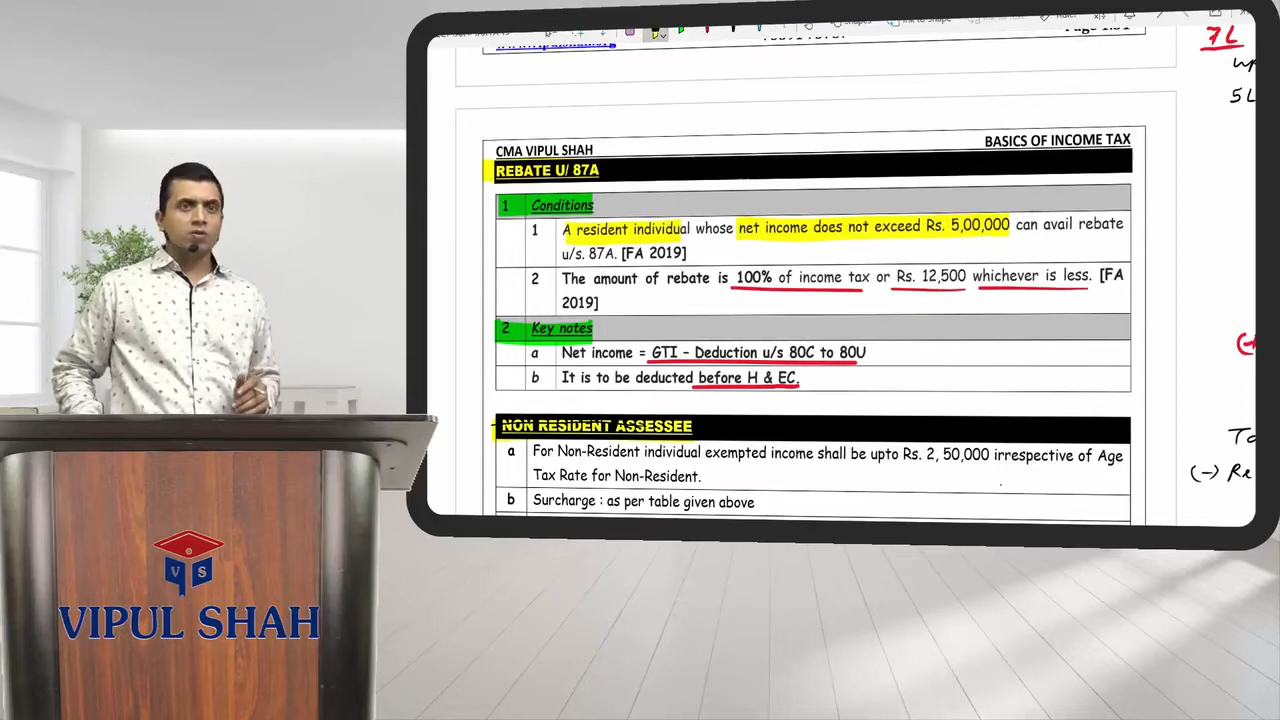 www.vipulshah.org
7L
5L
CMA VIPUL SHAH BASICS OF INCOME TAX
REBATE U/ 87A
1 Conditions
1 A resident individual whose net income does not exceed Rs. 5,00,000 can avail rebate
u/s. 87A. [FA 2019]
2 The amount of rebate is 100% of income tax or Rs. 12,500 whichever is less. [FA
2019]
2 Key notes
a Net income = GTI – Deduction u/s 80C to 80U
b It is to be deducted before H & EC.
NON RESIDENT ASSESSEE
a For Non-Resident individual exempted income shall be upto Rs. 2, 50,000 irrespective of Age
Tax Rate for Non-Resident.
b Surcharge : as per table given above
(-) Re
V S
VIPUL SHAH